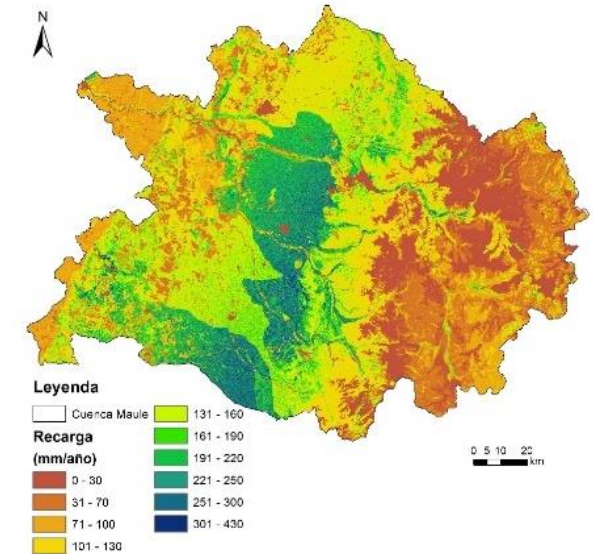 N
Leyenda
Cuenca Maule
Recarga
(mm/año)
0 - 30
31 - 70
71 - 100
101 - 130
131 - 160
161 - 190
191 - 220
221 - 250
251 - 300
301 - 430
0 5 10 20
km